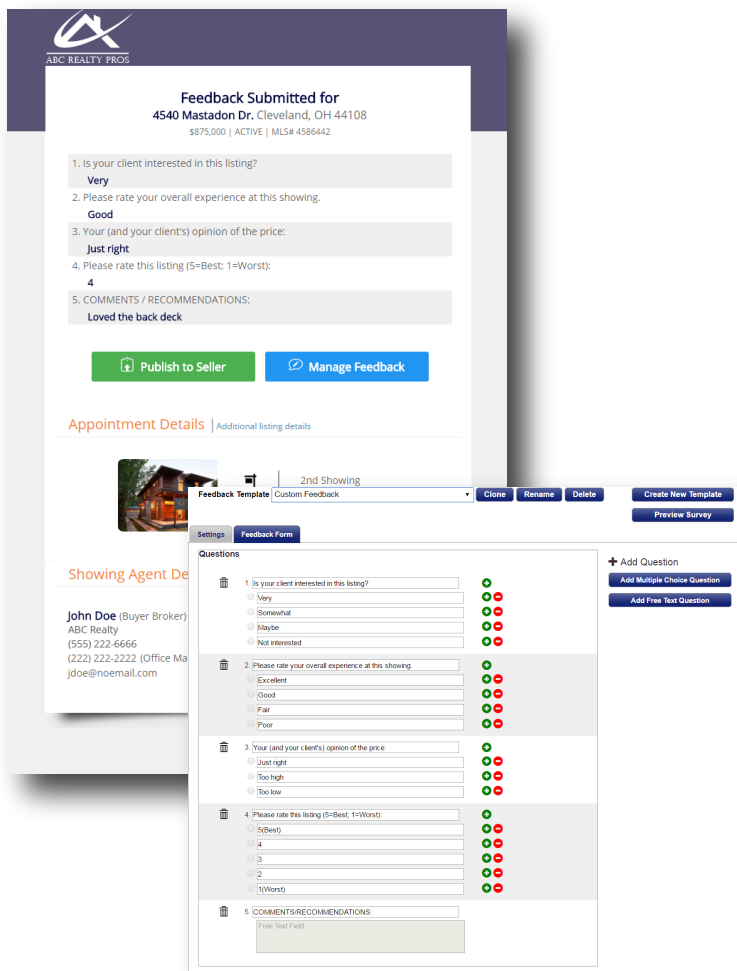 ABC REALTY PROS
Feedback Submitted for
4540 Mastadon Dr. Cleveland, OH 44108
$875,000 | ACTIVE | MLS# 4586442
1. Is your client interested in this listing?
Very
2. Please rate your overall experience at this showing.
Good
3. Your (and your client's) opinion of the price:
Just right
4. Please rate this listing (5=Best; 1=Worst):
4
5. COMMENTS / RECOMMENDATIONS:
Loved the back deck
Publish to Seller
Manage Feedback
Appointment Details | Additional listing details
2nd Showing
Showing Agent De
John Doe (Buyer Broker)
ABC Realty
(555) 222-6666
(222) 222-2222 (Office Ma
jdoe@noemail.com
Feedback Template Custom Feedback Clone Rename Delete Create New Template
Preview Survey
Settings Feedback Form
Questions
Add Question
Add Multiple Choice Question
Add Free Text Question
1. Is your client interested in this listing?
Very
Somewhat
Maybe
Not interested
2. Please rate your overall experience at this showing.
Excellent
Good
Fair
Poor
3. Your (and your client's) opinion of the price:
Just right
Too high
Too low
4. Please rate this listing (5=Best; 1=Worst):
5(Best)
4
3
2
1(Worst)
5. COMMENTS/RECOMMENDATIONS:
Free Text Field